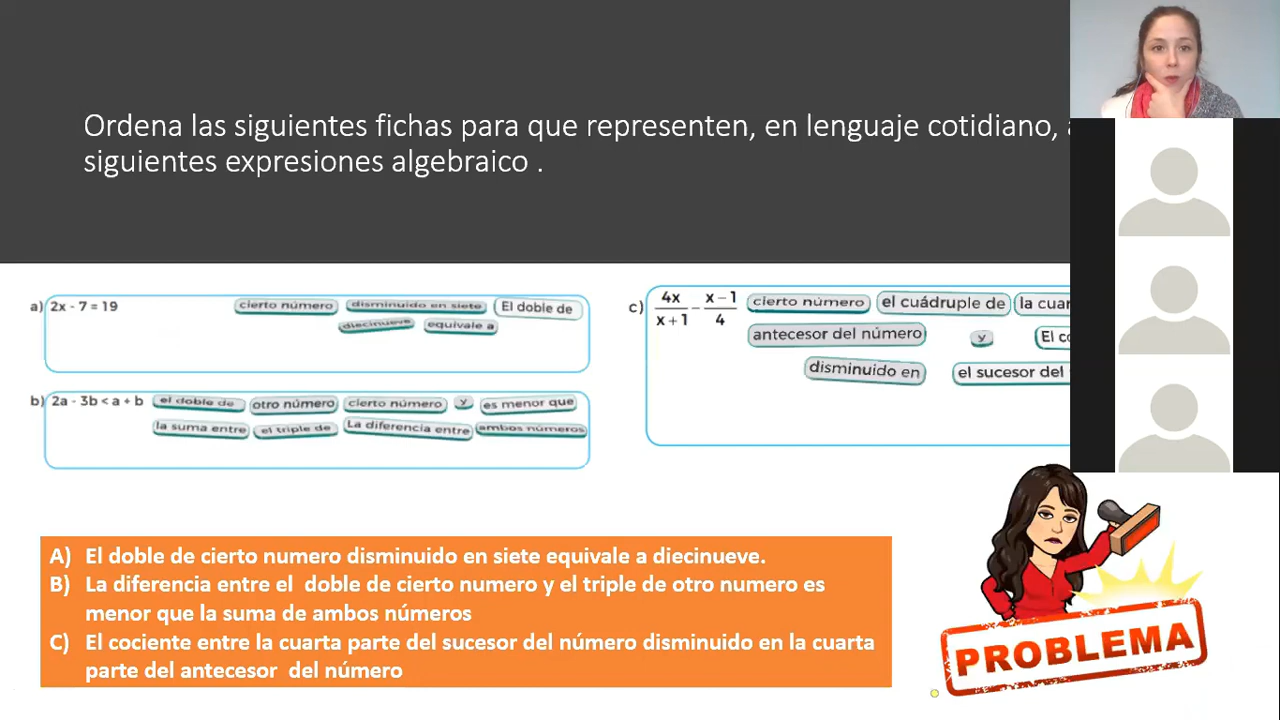 Ordena las siguientes fichas para que representen, en lenguaje cotidiano,
siguientes expresiones algebraico .
a) 2x - 7 = 19 cierto número disminuido en siete El doble de
diecinueve equivale a
b) 2a - 3b < a + b el doble de otro número cierto número y es menor que
la suma entre el triple de La diferencia entre ambos números
c) 4x/x + 1 - x - 1/4 cierto número el cuádruple de la
antecesor del número y El
disminuido en el sucesor del
A) El doble de cierto numero disminuido en siete equivale a diecinueve.
B) La diferencia entre el doble de cierto numero y el triple de otro numero es
menor que la suma de ambos números
C) El cociente entre la cuarta parte del sucesor del número disminuido en la cuarta
parte del antecesor del número
PROBLEMA